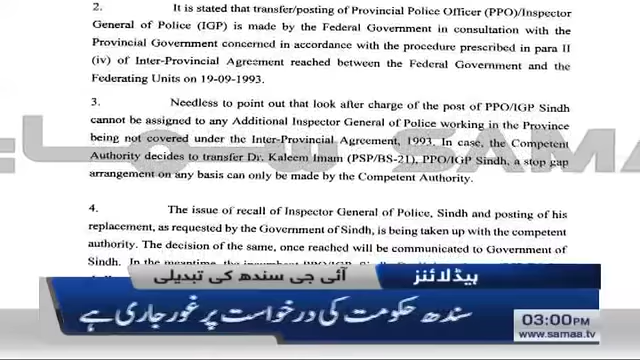 2. It is stated that transfer/posting of Provincial Police Officer (PPO)/Inspector
General of Police (IGP) is made by the Federal Government in consultation with the
Provincial Government concerned in accordance with the procedure prescribed in para II
(iv) of Inter-Provincial Agreement reached between the Federal Government and the
Federating Units on 19-09-1993.
3. Needless to point out that look after charge of the post of PPO/IGP Sindh
cannot be assigned to any Additional Inspector General of Police working in the Province
being not covered under the Inter-Provincial Agreement, 1993. In case, the Competent
Authority decides to transfer Dr. Kaleem Imam (PSP/BS-21), PPO/IGP Sindh, a stop gap
arrangement on any basis can only be made by the Competent Authority.
4. The issue of recall of Inspector General of Police, Sindh and posting of his
replacement, as requested by the Government of Sindh, is being taken up with the competent
authority. The decision of the same, once reached will be communicated to Government of
Sindh. In the meantime, the incumbent PPO/IGP
سماء SAMAA
ہیڈلائنز
آئی جی سندھ کی تبدیلی
سندھ حکومت کی درخواست پر غور جاری ہے
03:00PM
www.samaa.tv